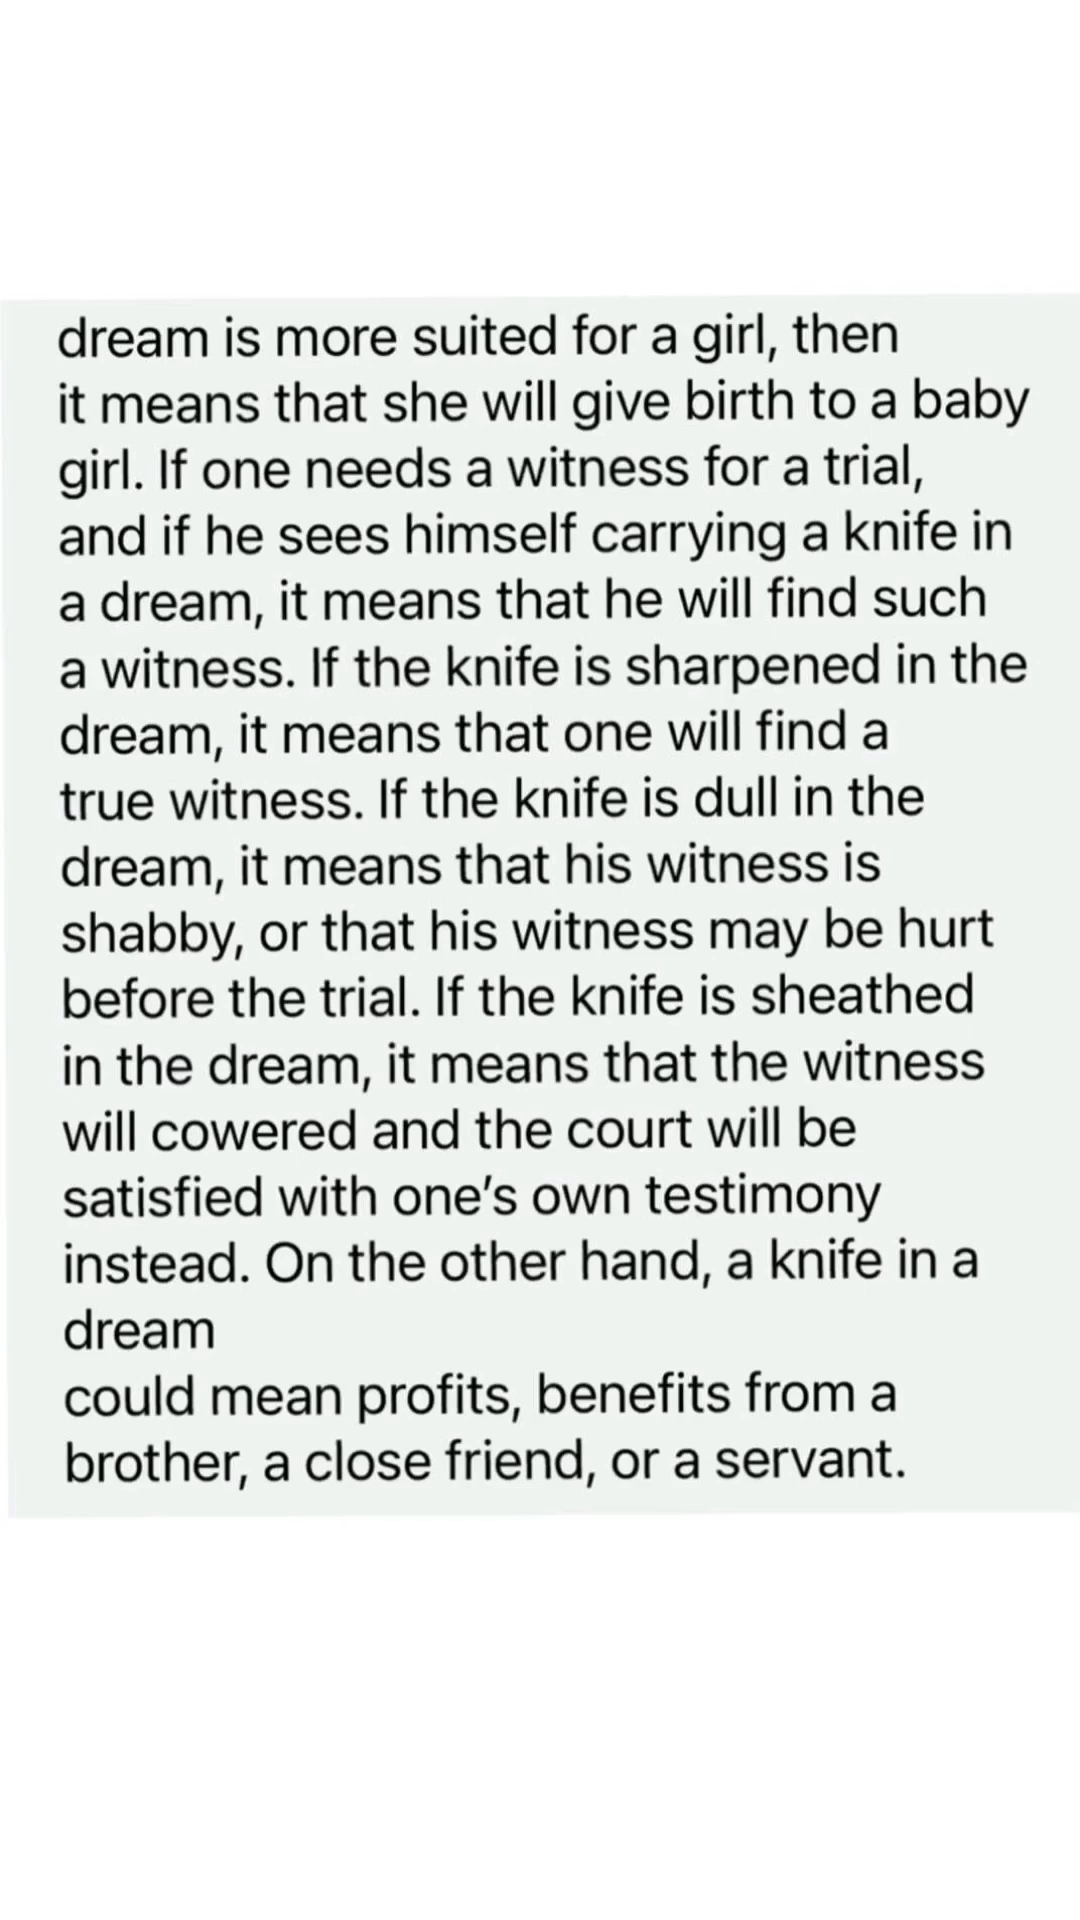 dream is more suited for a girl, then
it means that she will give birth to a baby
girl. If one needs a witness for a trial,
and if he sees himself carrying a knife in
a dream, it means that he will find such
a witness. If the knife is sharpened in the
dream, it means that one will find a
true witness. If the knife is dull in the
dream, it means that his witness is
shabby, or that his witness may be hurt
before the trial. If the knife is sheathed
in the dream, it means that the witness
will cowered and the court will be
satisfied with one’s own testimony
instead. On the other hand, a knife in a
dream
could mean profits, benefits from a
brother, a close friend, or a servant.